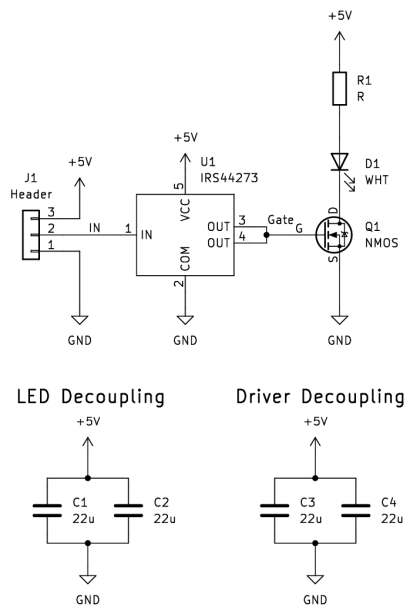 +5V
R1
R
D1
WHT
D
G
S
Q1
NMOS
GND
+5V
U1
IRS44273
5
VCC
1
IN
OUT
3
OUT
4
Gate
COM
2
GND
J1
Header
+5V
3
2
1
IN
GND
LED Decoupling
+5V
C1
22u
C2
22u
GND
Driver Decoupling
+5V
C3
22u
C4
22u
GND